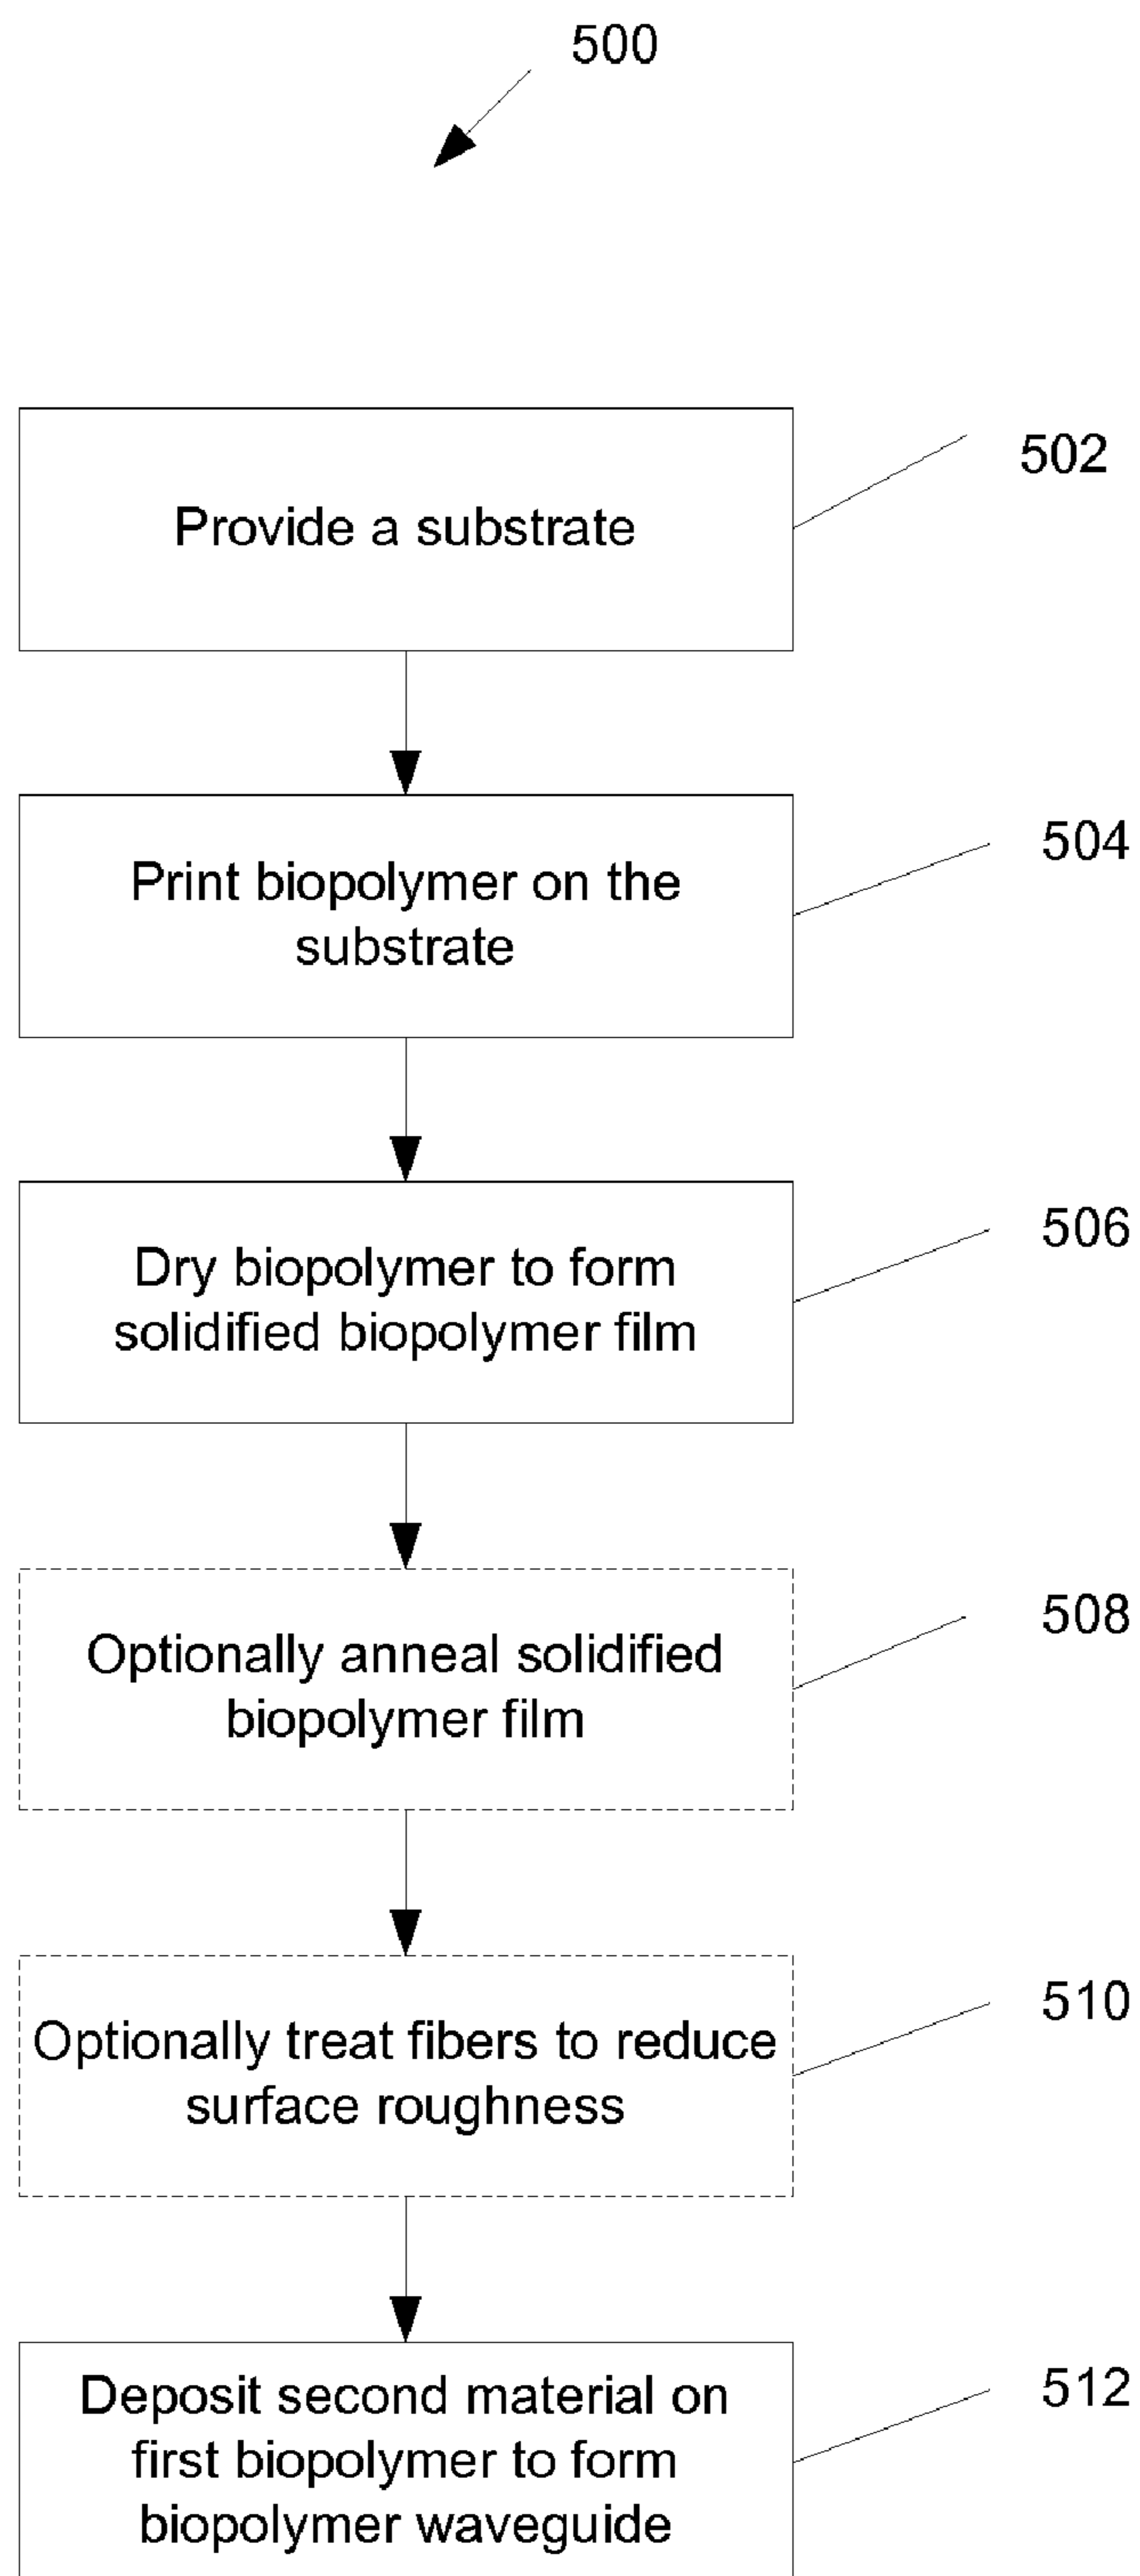 500
Provide a substrate
502
Print biopolymer on the
substrate
504
Dry biopolymer to form
solidified biopolymer film
506
Optionally anneal solidified
biopolymer film
508
Optionally treat fibers to reduce
surface roughness
510
Deposit second material on
first biopolymer to form
biopolymer waveguide
512